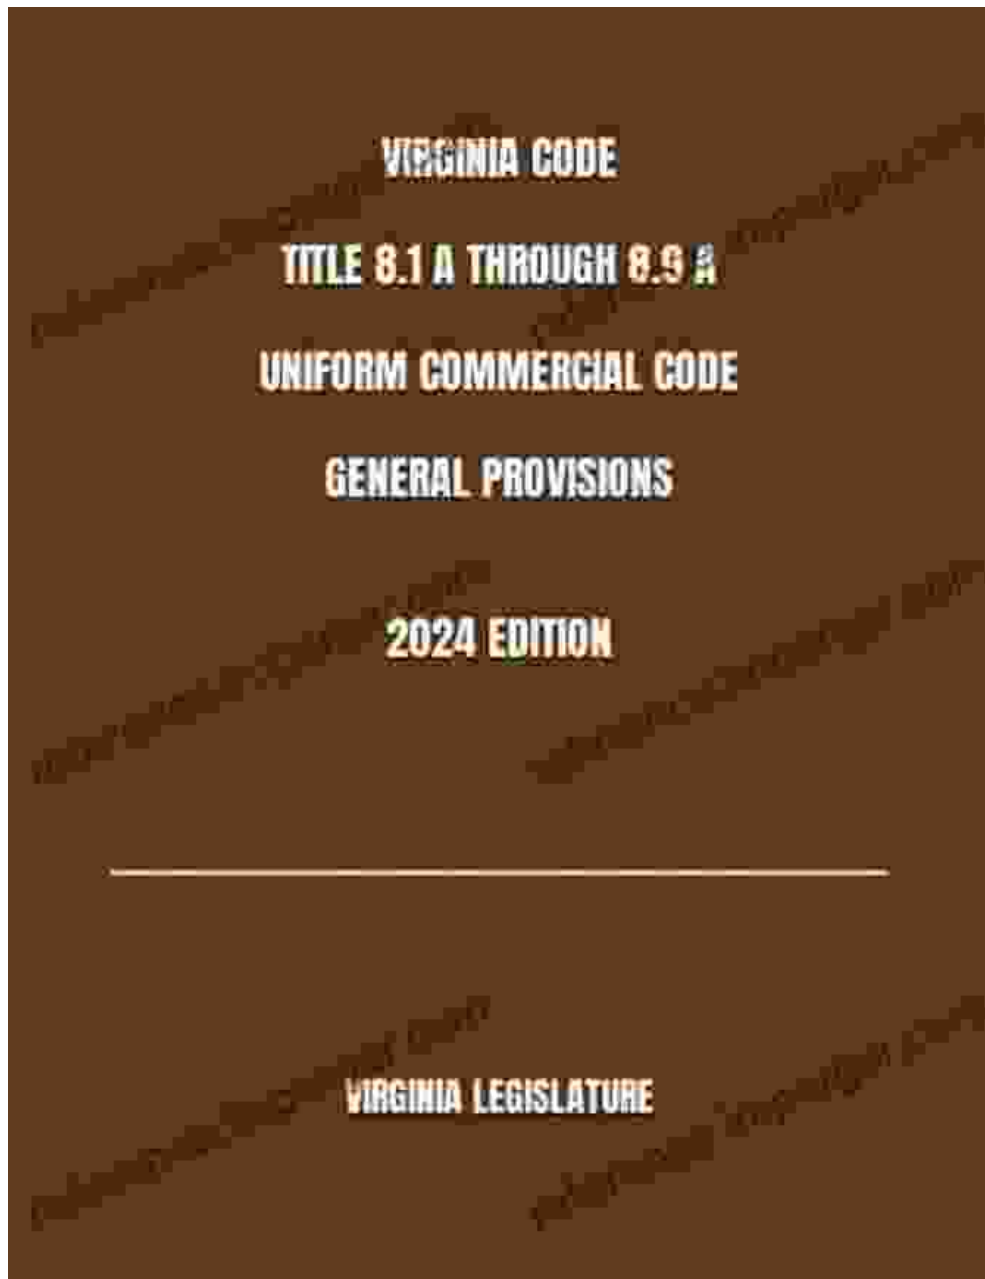 VIRGINIA CODE
TITLE 8.1 A THROUGH 8.9 A
UNIFORM COMMERCIAL CODE
GENERAL PROVISIONS
2024 EDITION
VIRGINIA LEGISLATURE